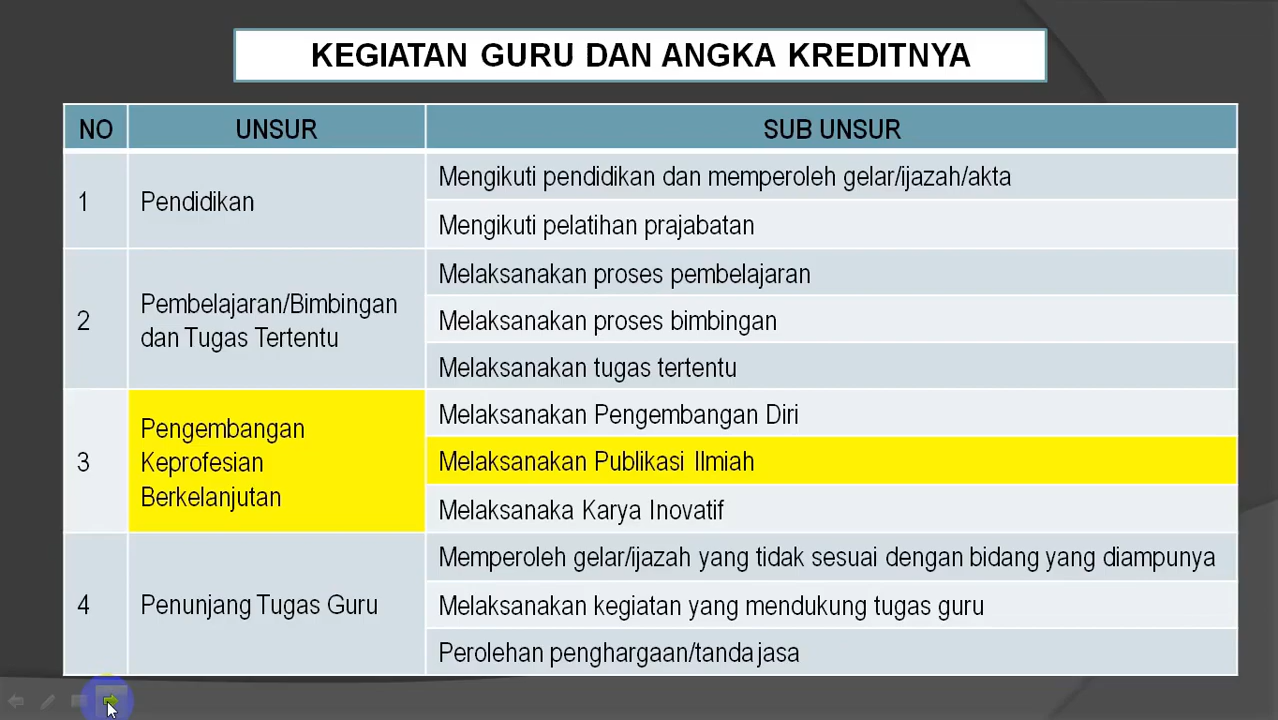 KEGIATAN GURU DAN ANGKA KREDITNYA
NO UNSUR SUB UNSUR
1 Pendidikan
Mengikuti pendidikan dan memperoleh gelar/ijazah/akta
Mengikuti pelatihan prajabatan
2 Pembelajaran/Bimbingan
dan Tugas Tertentu
Melaksanakan proses pembelajaran
Melaksanakan proses bimbingan
Melaksanakan tugas tertentu
3 Pengembangan
Keprofesian
Berkelanjutan
Melaksanakan Pengembangan Diri
Melaksanakan Publikasi Ilmiah
Melaksanaka Karya Inovatif
4 Penunjang Tugas Guru
Memperoleh gelar/ijazah yang tidak sesuai dengan bidang yang diampunya
Melaksanakan kegiatan yang mendukung tugas guru
Perolehan penghargaan/tanda jasa